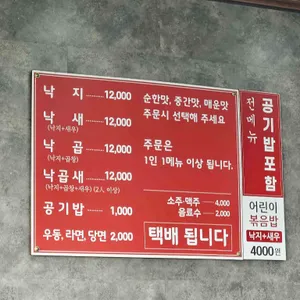 낙 지 ........ 12,000
낙 새 ........ 12,000
(낙지+새우)
낙 곱 ........ 12,000
(낙지+곱창)
낙곱새 ........ 12,000
(낙지+곱창+새우) (2인 이상)
공기밥 ........ 1,000
우동, 라면, 당면 2,000
순한맛, 중간맛, 매운맛
주문시 선택해 주세요
주문은
1인 1메뉴 이상 됩니다.
소주·맥주 ........ 4,000
음료수 ........ 2,000
택배 됩니다
전메뉴
공기밥포함
어린이
볶음밥
낙지+새우
4000원